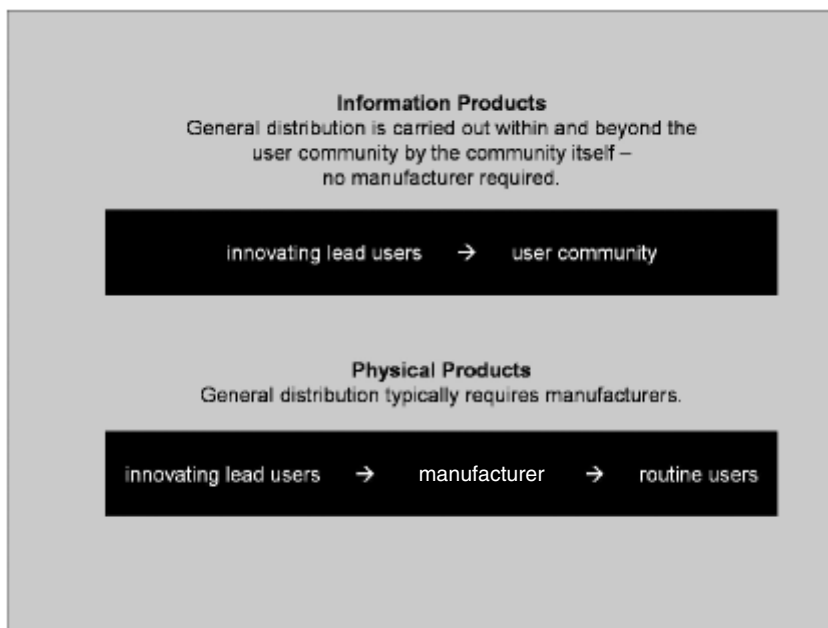 Information Products
General distribution is carried out within and beyond the
user community by the community itself –
no manufacturer required.
innovating lead users → user community
Physical Products
General distribution typically requires manufacturers.
innovating lead users → manufacturer → routine users